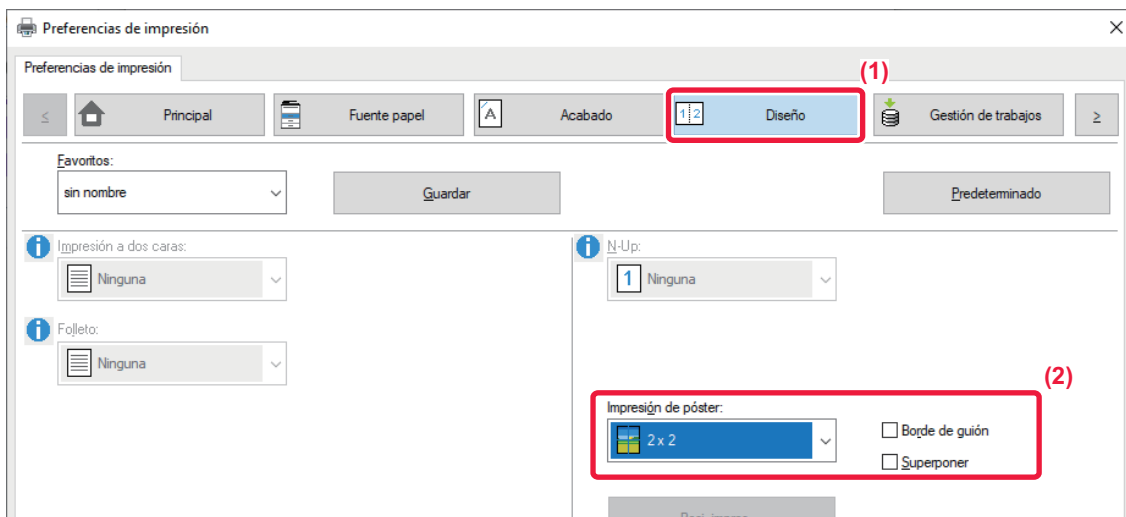 Preferencias de impresión
Preferencias de impresión
(1)
< Principal Fuente papel A Acabado 1 2 Diseño Gestión de trabajos >
Favoritos:
sin nombre Guardar Predeterminado
Impresión a dos caras: N-Up:
Ninguna 1 Ninguna
Folleto:
Ninguna
(2)
Impresión de póster:
2 x 2 Borde de guión
Superponer